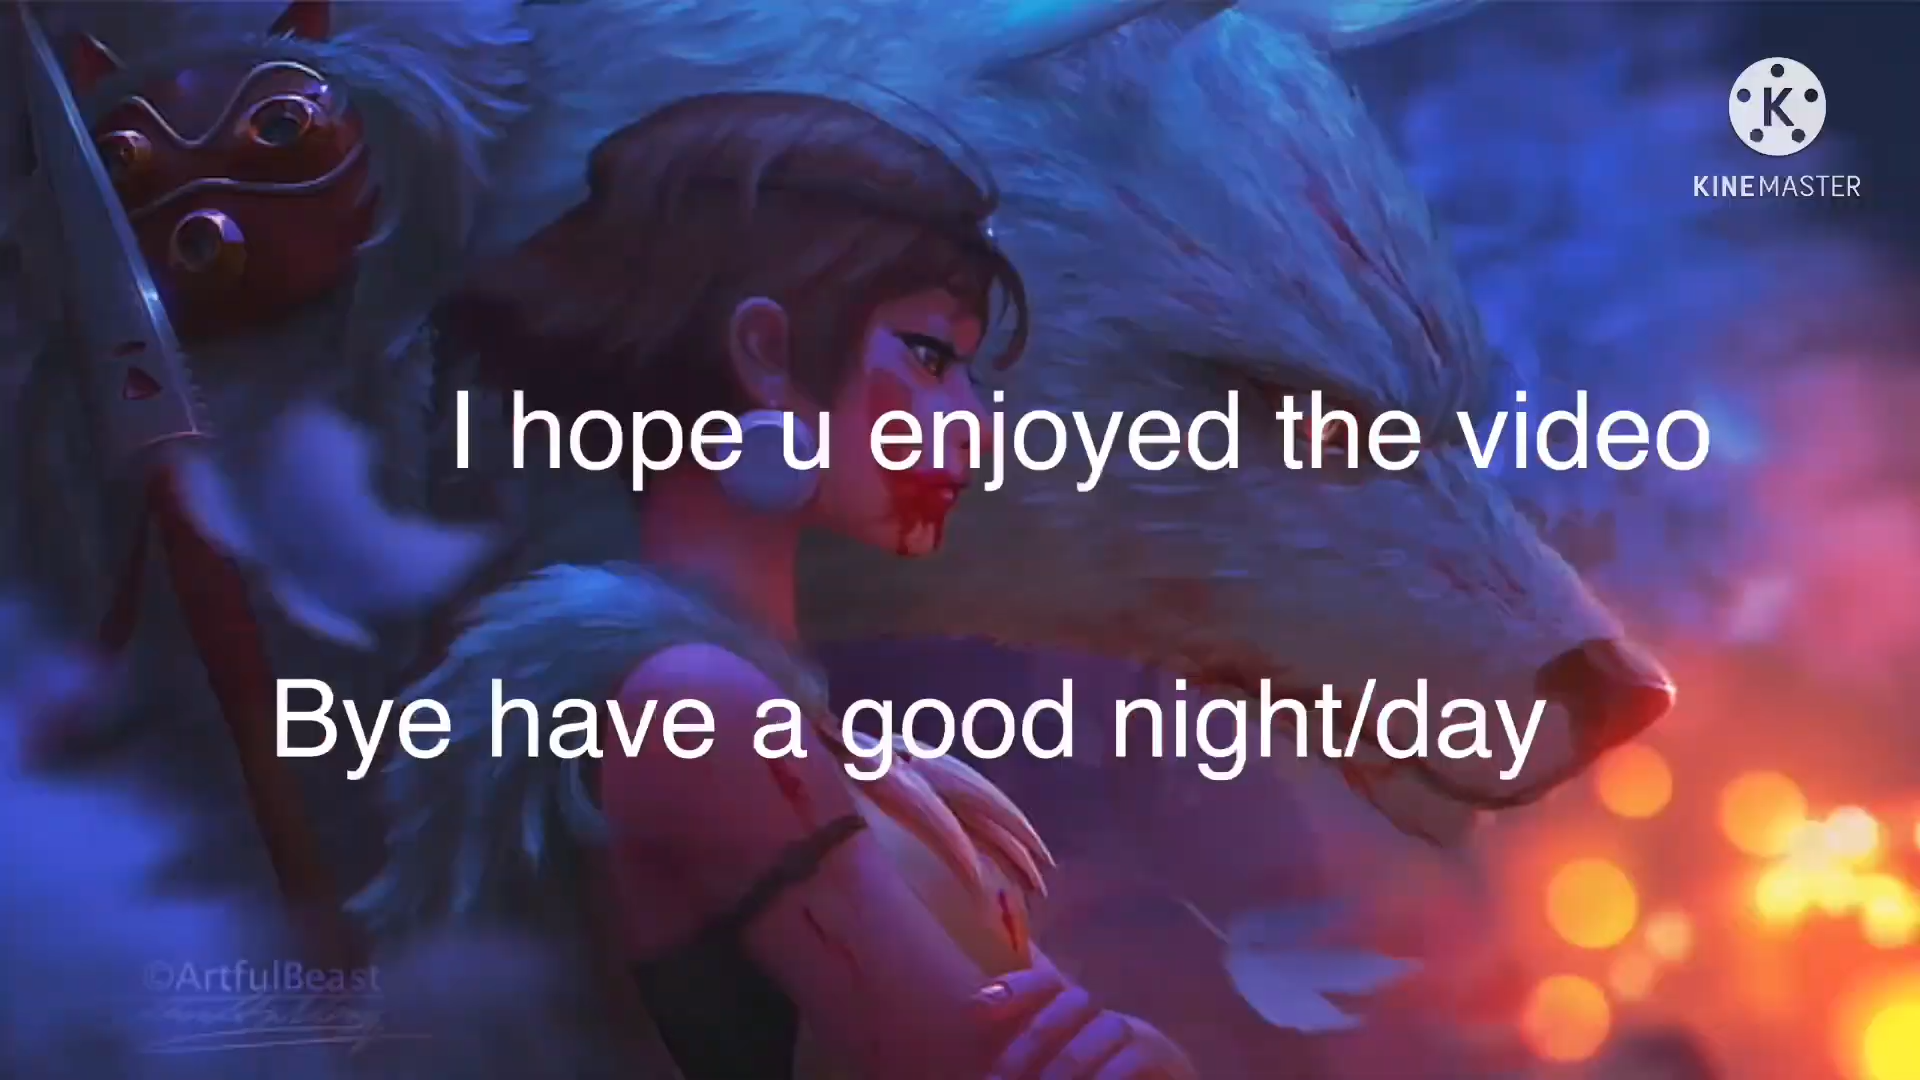 K
KINEMASTER
I hope u enjoyed the video
Bye have a good night/day
©ArtfulBeast